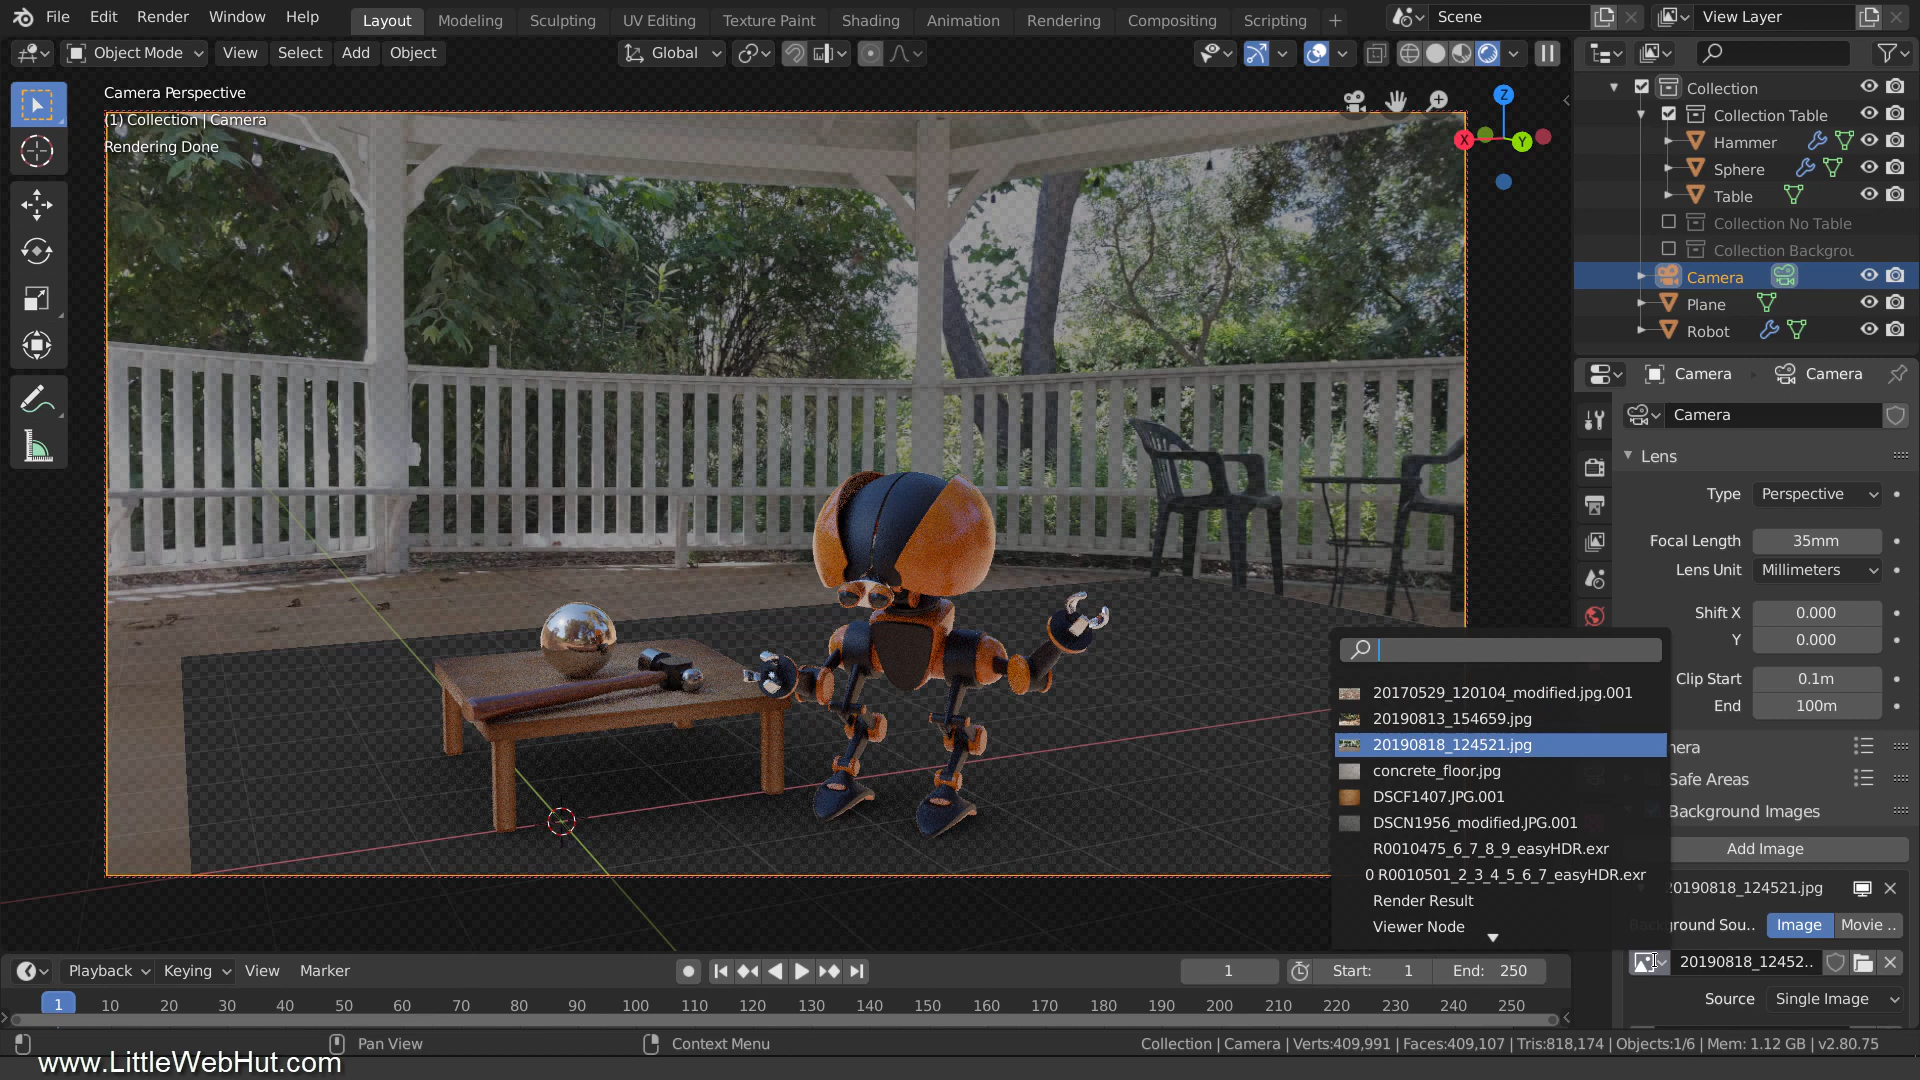 File Edit Render Window Help Layout Modeling Sculpting UV Editing Texture Paint Shading Animation Rendering Compositing Scripting + Scene View Layer
Object Mode View Select Add Object Global
Camera Perspective
(1) Collection | Camera
Rendering Done
Z
X
Y
Collection
Collection Table
Hammer
Sphere
Table
Collection No Table
Collection Backgrou
Camera
Plane
Robot
Camera Camera
Camera
Lens
Type Perspective
Focal Length 35mm
Lens Unit Millimeters
Shift X 0.000
Y 0.000
Clip Start 0.1m
End 100m
mera
Safe Areas
Background Images
Add Image
20190818_124521.jpg
Background Sou.. Image Movie ..
20190818_12452..
Source Single Image
20170529_120104_modified.jpg.001
20190813_154659.jpg
20190818_124521.jpg
concrete_floor.jpg
DSCF1407.JPG.001
DSCN1956_modified.JPG.001
R0010475_6_7_8_9_easyHDR.exr
0 R0010501_2_3_4_5_6_7_easyHDR.exr
Render Result
Viewer Node
Playback Keying View Marker 1 Start: 1 End: 250
1 10 20 30 40 50 60 70 80 90 100 110 120 130 140 150 160 170 180 190 200 210 220 230 240 250
Pan View Context Menu Collection | Camera | Verts:409,991 | Faces:409,107 | Tris:818,174 | Objects:1/6 | Mem: 1.12 GB | v2.80.75
www.LittleWebHut.com